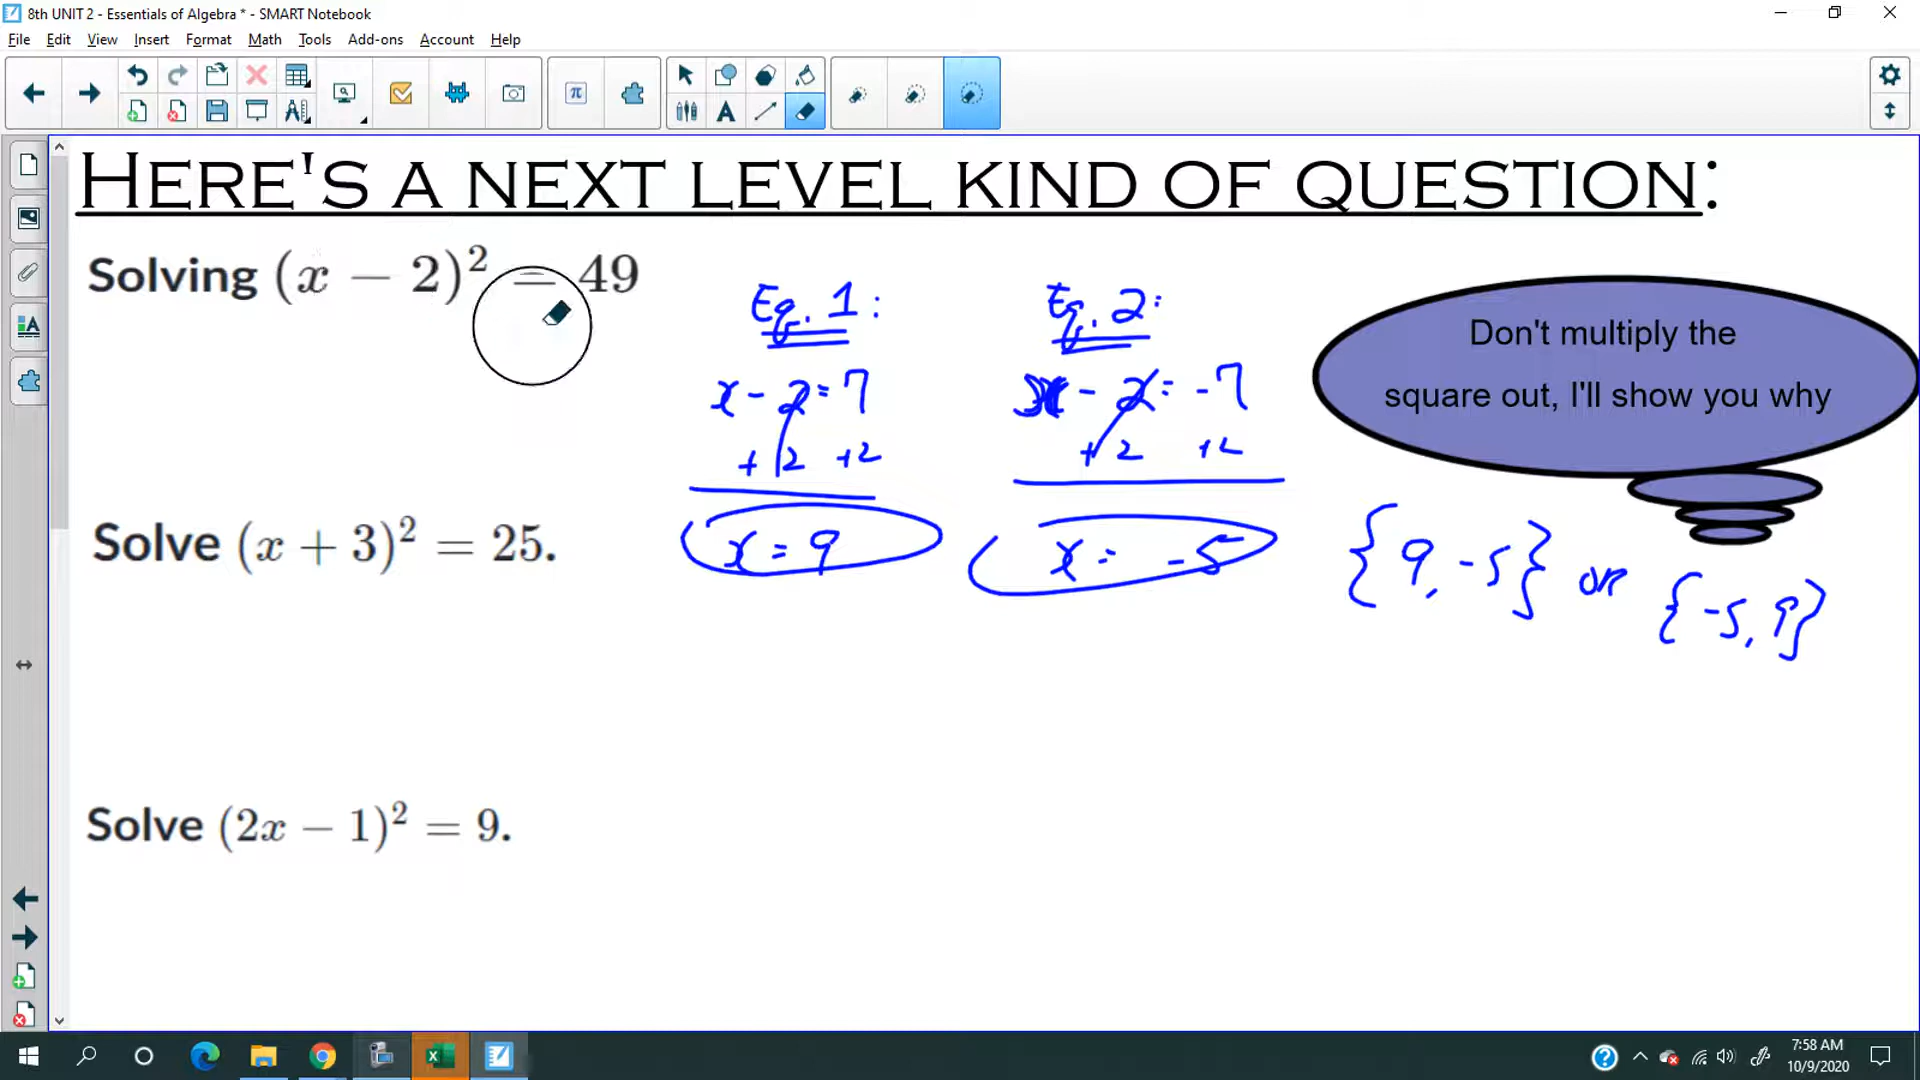 8th UNIT 2 - Essentials of Algebra * - SMART Notebook
File Edit View Insert Format Math Tools Add-ons Account Help
HERE'S A NEXT LEVEL KIND OF QUESTION:
Solving (x − 2)² = 49
Eq. 1:
Eq. 2:
Don't multiply the
square out, I'll show you why
x - 2 = 7
x - 2 = -7
+2 +2
+2 +2
x = 9
x = -5
{9, -5} or {-5, 9}
Solve (x + 3)² = 25.
Solve (2x − 1)² = 9.
7:58 AM
10/9/2020